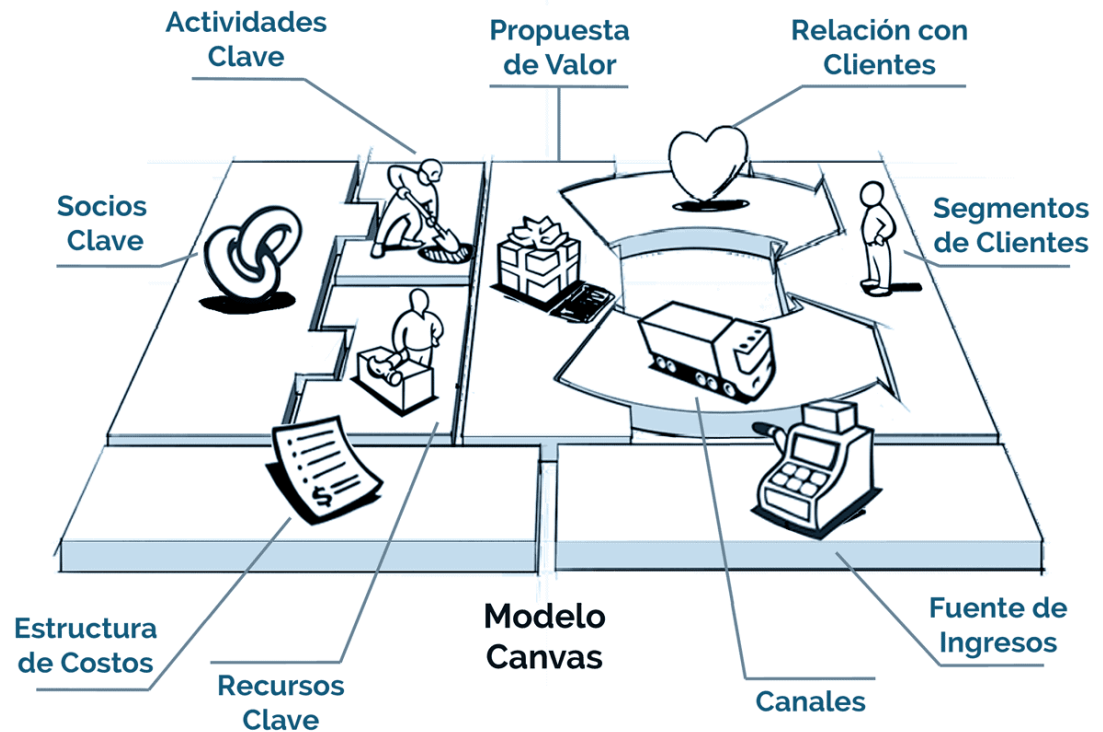 Actividades
Clave
Propuesta
de Valor
Relación con
Clientes
Socios
Clave
Segmentos
de Clientes
$
Estructura
de Costos
Recursos
Clave
Modelo
Canvas
Canales
Fuente de
Ingresos